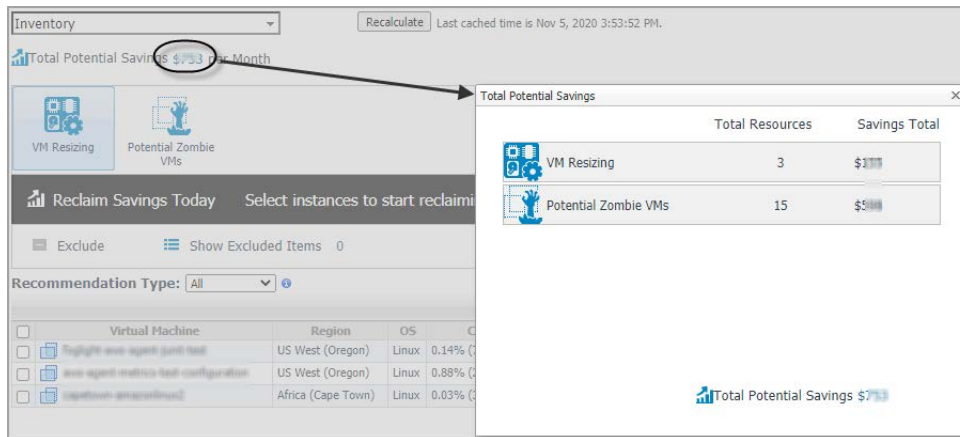 Inventory
Recalculate Last cached time is Nov 5, 2020 3:53:52 PM.
Total Potential Savings $753 per Month
VM Resizing
Potential Zombie
VMs
Reclaim Savings Today Select instances to start reclaimi
Exclude Show Excluded Items 0
Recommendation Type: All
Virtual Machine Region OS C
US West (Oregon) Linux 0.14% (
US West (Oregon) Linux 0.88% (
Africa (Cape Town) Linux 0.03% (
Total Potential Savings X
Total Resources Savings Total
VM Resizing 3
Potential Zombie VMs 15
Total Potential Savings